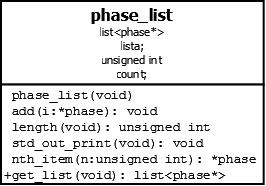 phase_list
list<phase*>
lista;
unsigned int
count;
phase_list(void)
add(i:*phase): void
length(void): unsigned int
std_out_print(void): void
nth_item(n:unsigned int): *phase
+get_list(void): list<phase*>